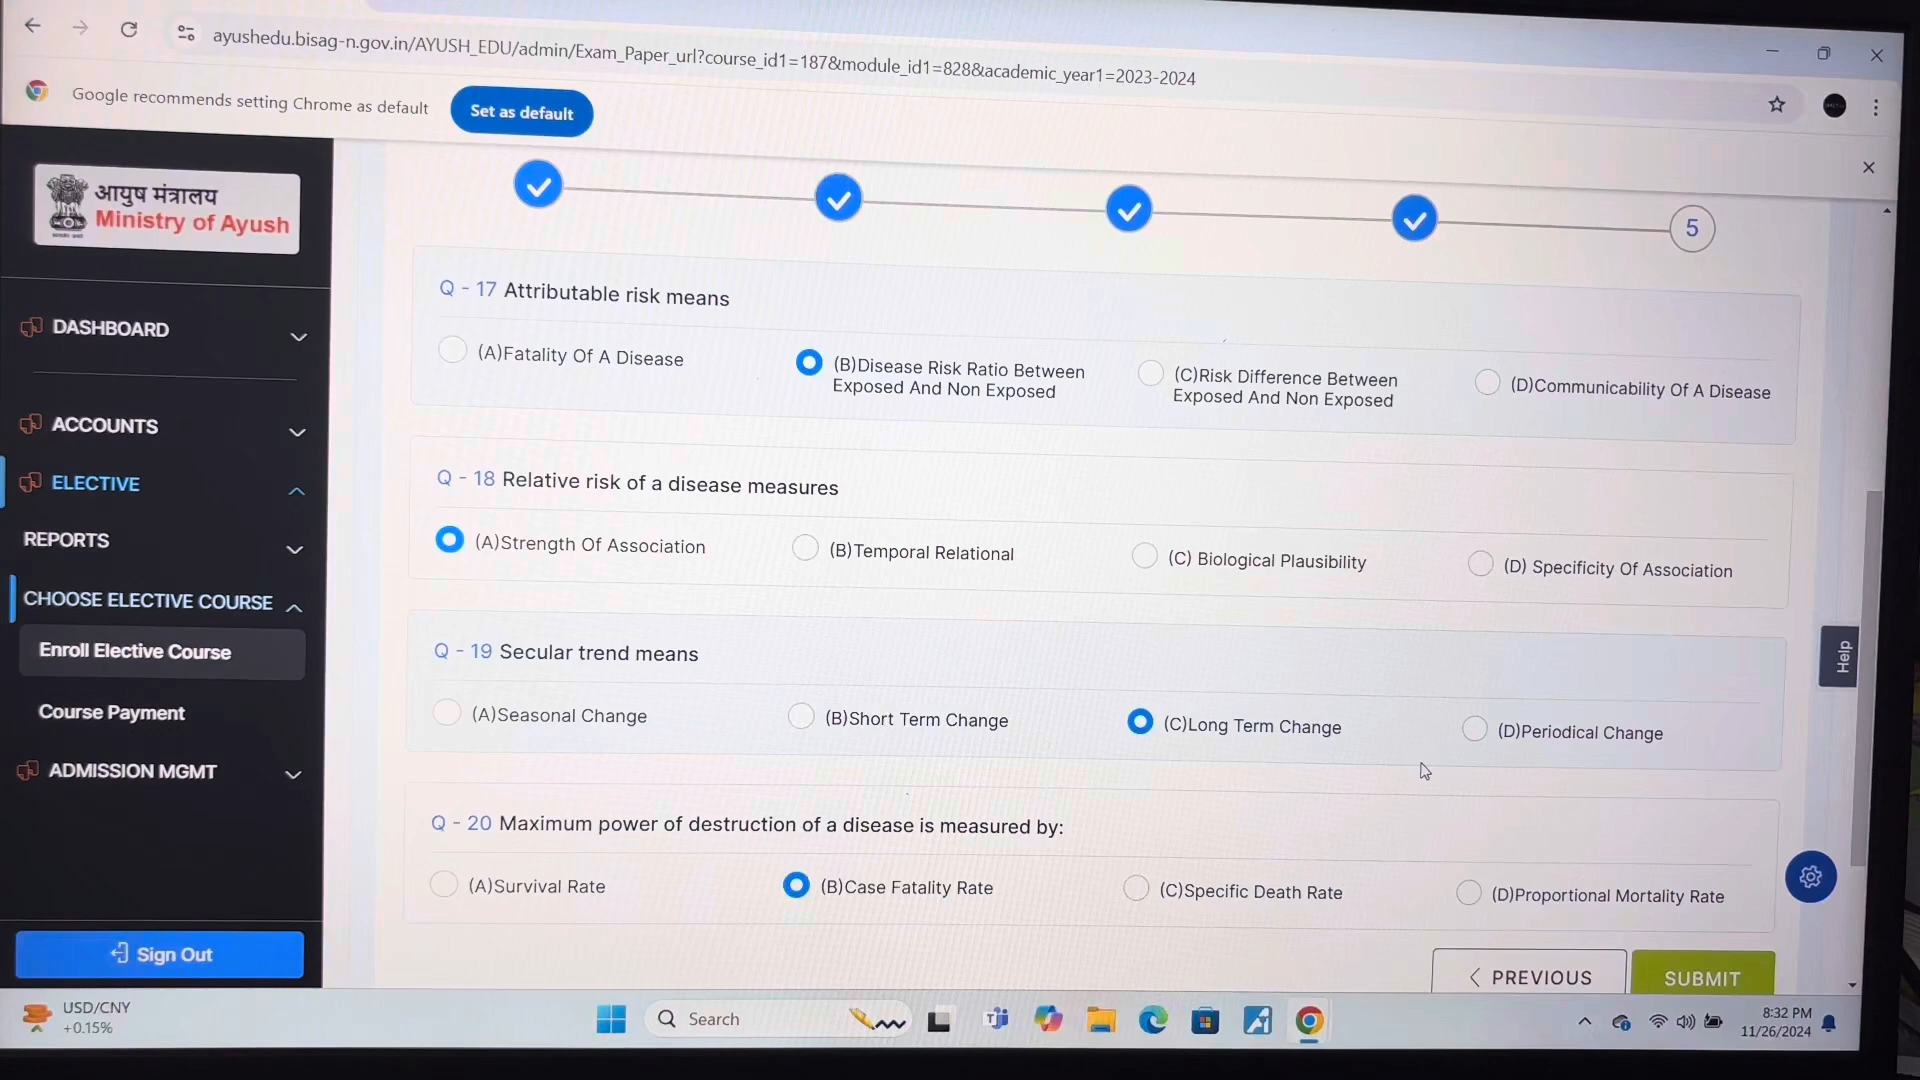 ayushedu.bisag-n.gov.in/AYUSH_EDU/admin/Exam_Paper_url?course_id1=187&module_id1=828&academic_year1=2023-2024
Google recommends setting Chrome as default
Set as default
आयुष मंत्रालय
Ministry of Ayush
DASHBOARD
ACCOUNTS
ELECTIVE
REPORTS
CHOOSE ELECTIVE COURSE
Enroll Elective Course
Course Payment
ADMISSION MGMT
Sign Out
5
Q - 17 Attributable risk means
(A)Fatality Of A Disease
(B)Disease Risk Ratio Between
Exposed And Non Exposed
(C)Risk Difference Between
Exposed And Non Exposed
(D)Communicability Of A Disease
Q - 18 Relative risk of a disease measures
(A)Strength Of Association
(B)Temporal Relational
(C) Biological Plausibility
(D) Specificity Of Association
Q - 19 Secular trend means
(A)Seasonal Change
(B)Short Term Change
(C)Long Term Change
(D)Periodical Change
Q - 20 Maximum power of destruction of a disease is measured by:
(A)Survival Rate
(B)Case Fatality Rate
(C)Specific Death Rate
(D)Proportional Mortality Rate
PREVIOUS
SUBMIT
Help
USD/CNY
+0.15%
Search
8:32 PM
11/26/2024